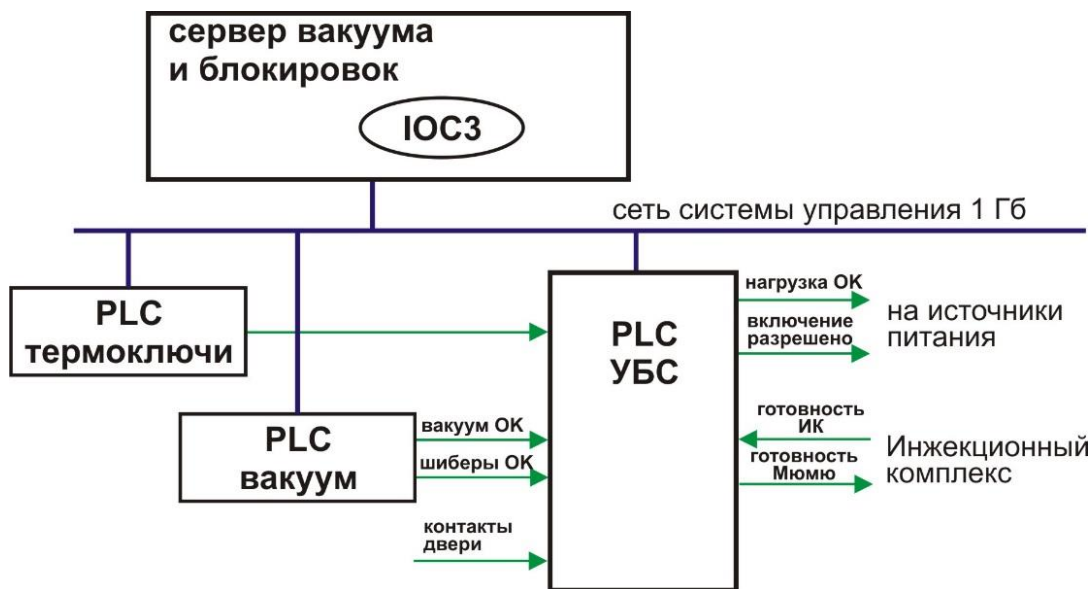 сервер вакуума
и блокировок
IOC3
сеть системы управления 1 Гб
PLC
термоключи
PLC
вакуум
вакуум OK
шиберы OK
контакты
двери
PLC
УБС
нагрузка OK
включение
разрешено
на источники
питания
готовность
ИК
готовность
Мюмю
Инжекционный
комплекс